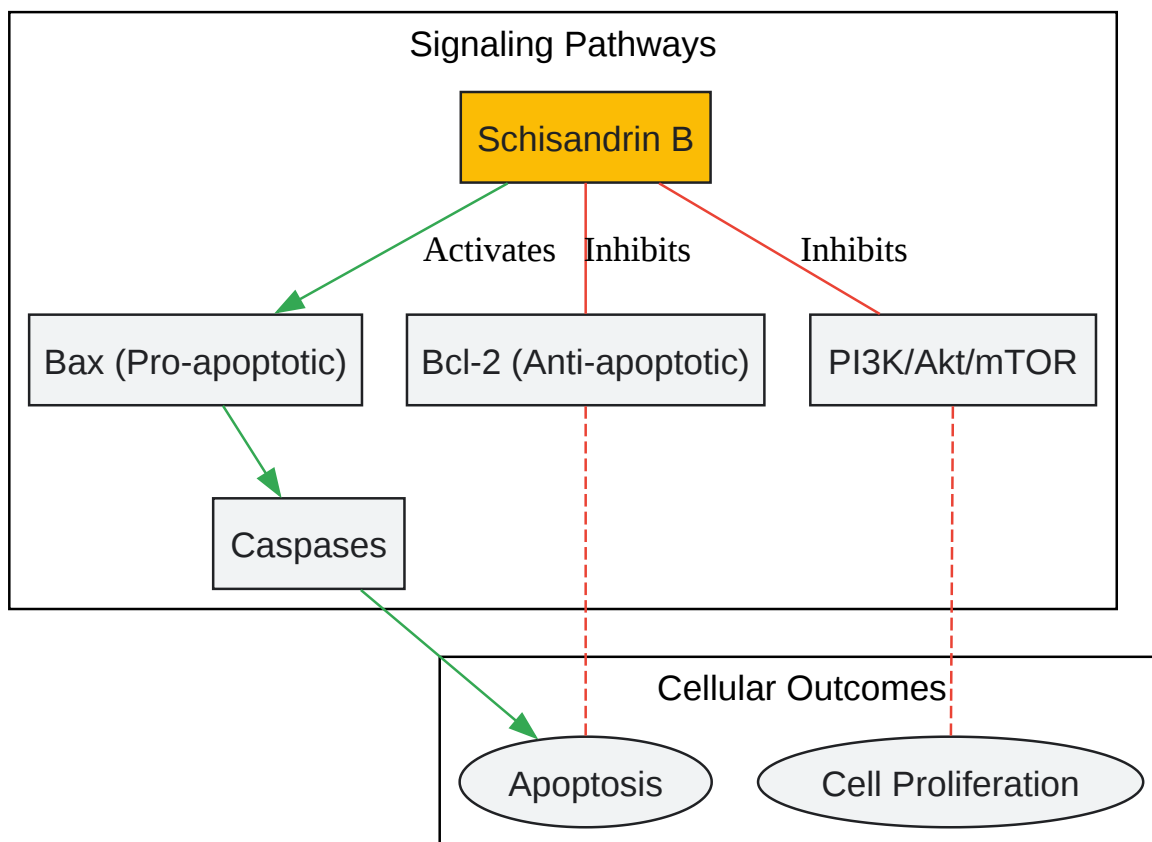 Signaling Pathways
Schisandrin B
Activates
Inhibits
Inhibits
Bax (Pro-apoptotic)
Bcl-2 (Anti-apoptotic)
PI3K/Akt/mTOR
Caspases
Cellular Outcomes
Apoptosis
Cell Proliferation